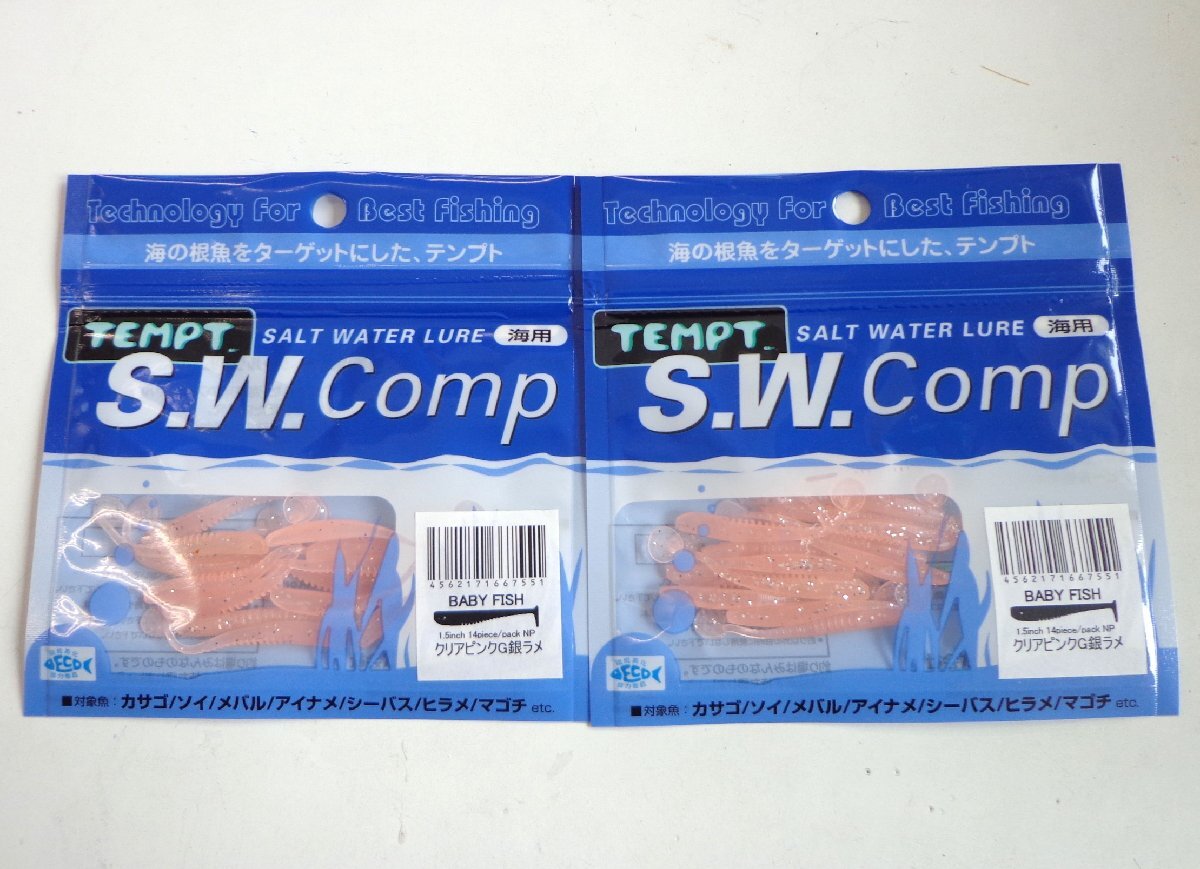 Technology For Best Fishing
海の根魚をターゲットにした、テンプト
TEMPT
SALT WATER LURE 海用
S.W.Comp
4562171667551
BABY FISH
1.5inch 14piece/pack NP
クリアピンクG銀ラメ
ECO
■対象魚：カサゴ/ソイ/メバル/アイナメ/シーバス/ヒラメ/マゴチ etc.
Technology For Best Fishing
海の根魚をターゲットにした、テンプト
TEMPT
SALT WATER LURE 海用
S.W.Comp
4562171667551
BABY FISH
1.5inch 14piece/pack NP
クリアピンクG銀ラメ
ECO
■対象魚：カサゴ/ソイ/メバル/アイナメ/シーバス/ヒラメ/マゴチ etc.